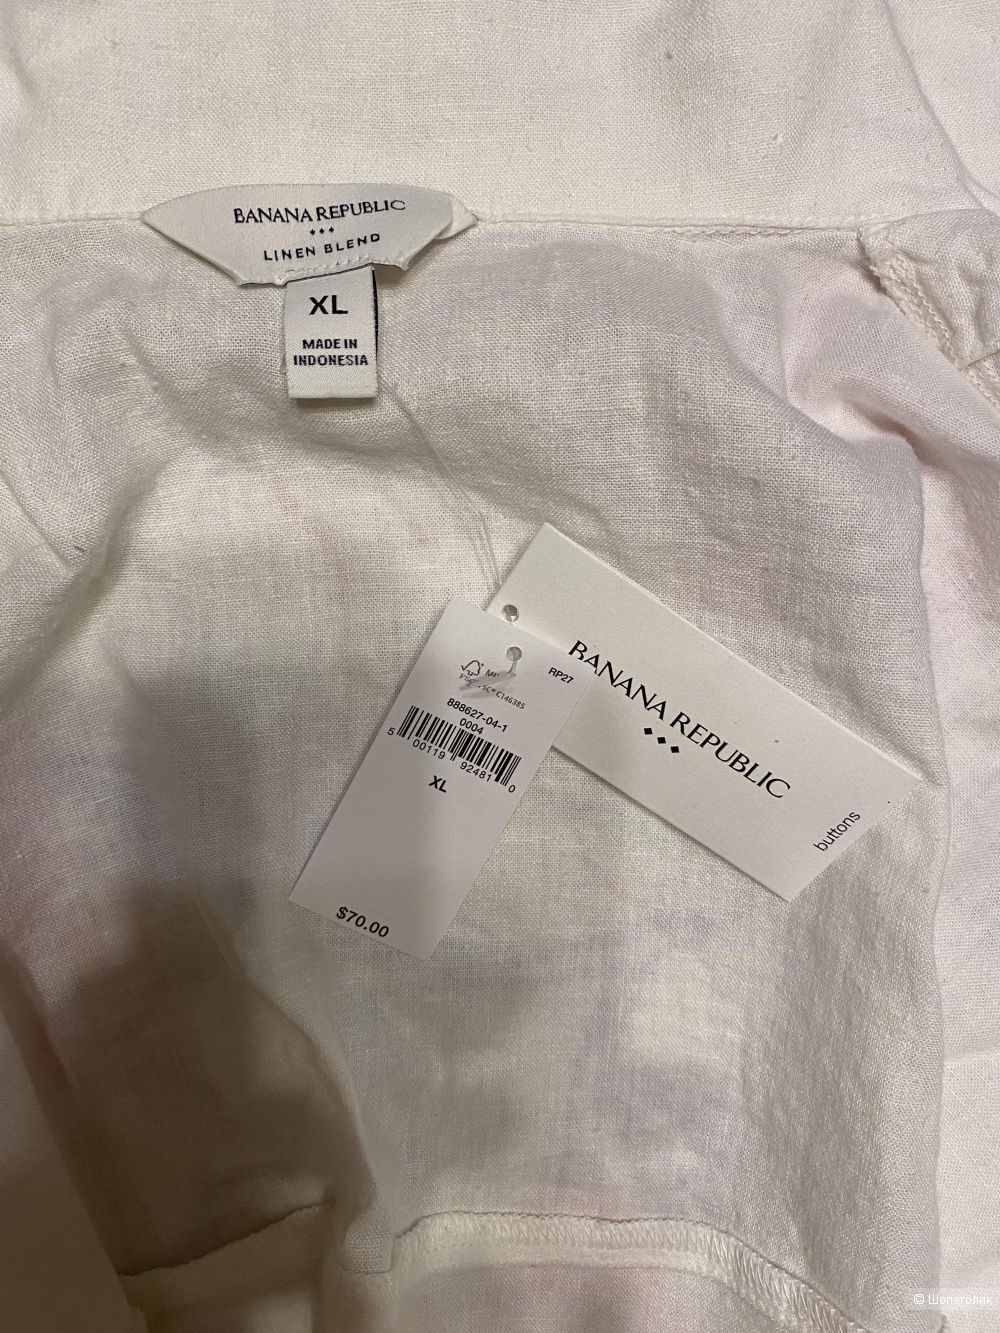 BANANA REPUBLIC
LINEN BLEND
XL
MADE IN
INDONESIA
BANANA REPUBLIC
buttons
RP27
888627-04-1
0004
5 00119 92481 0
XL
$70.00
© Шопоголик